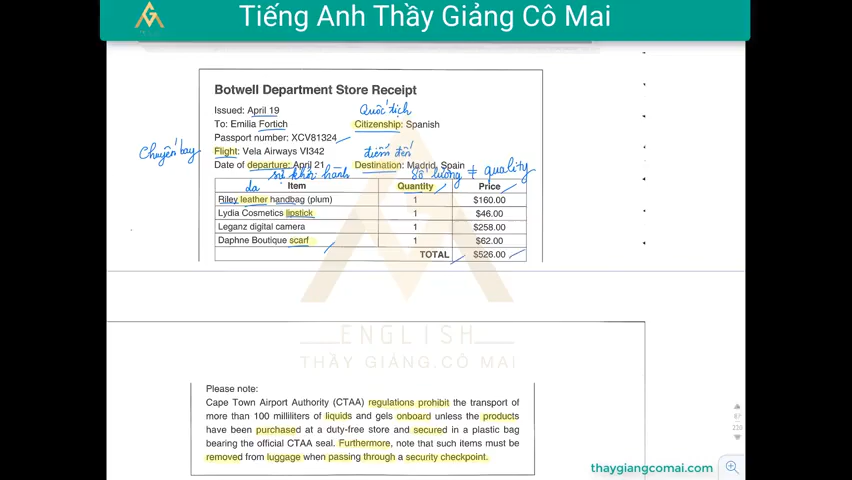 Tiếng Anh Thầy Giảng Cô Mai
Botwell Department Store Receipt
Issued: April 19
Quốc tịch
To: Emilia Fortich Citizenship: Spanish
Passport number: XCV81324
Chuyến bay
Flight: Vela Airways VI342
điểm đến
Date of departure: April 21 Destination: Madrid, Spain
sự khởi hành
số lượng ≠ quality
da
Item Quantity Price
Riley leather handbag (plum) 1 $160.00
Lydia Cosmetics lipstick 1 $46.00
Leganz digital camera 1 $258.00
Daphne Boutique scarf 1 $62.00
TOTAL $526.00
ENGLISH
THẦY GIẢNG.CÔ MAI
Please note:
Cape Town Airport Authority (CTAA) regulations prohibit the transport of
more than 100 milliliters of liquids and gels onboard unless the products
have been purchased at a duty-free store and secured in a plastic bag
bearing the official CTAA seal. Furthermore, note that such items must be
removed from luggage when passing through a security checkpoint.
thaygiangcomai.com